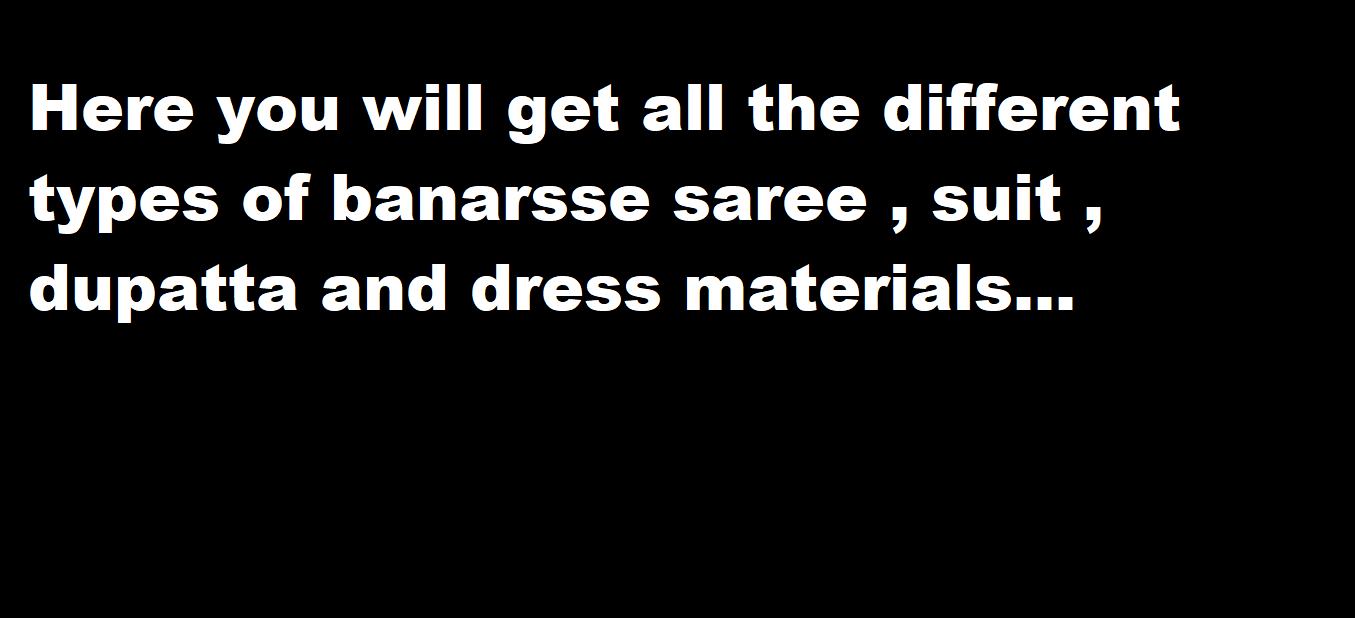 Here you will get all the different
types of banarsse saree , suit ,
dupatta and dress materials...